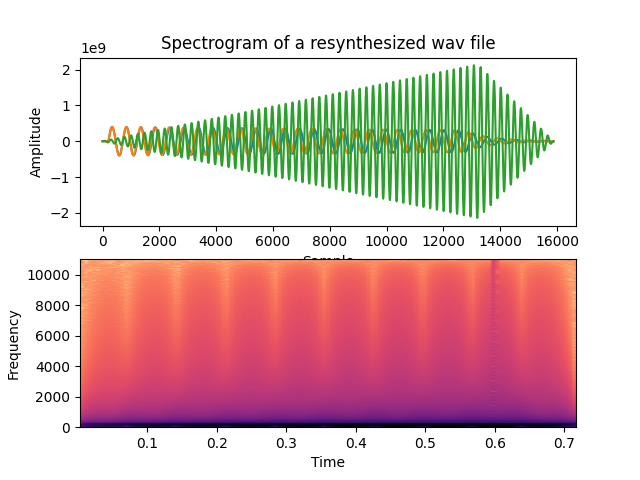 Spectrogram of a resynthesized wav file
1e9
2
1
0
−1
−2
Amplitude
0 2000 4000 6000 8000 10000 12000 14000 16000
Sample
10000
8000
6000
4000
2000
0
Frequency
0.1 0.2 0.3 0.4 0.5 0.6 0.7
Time